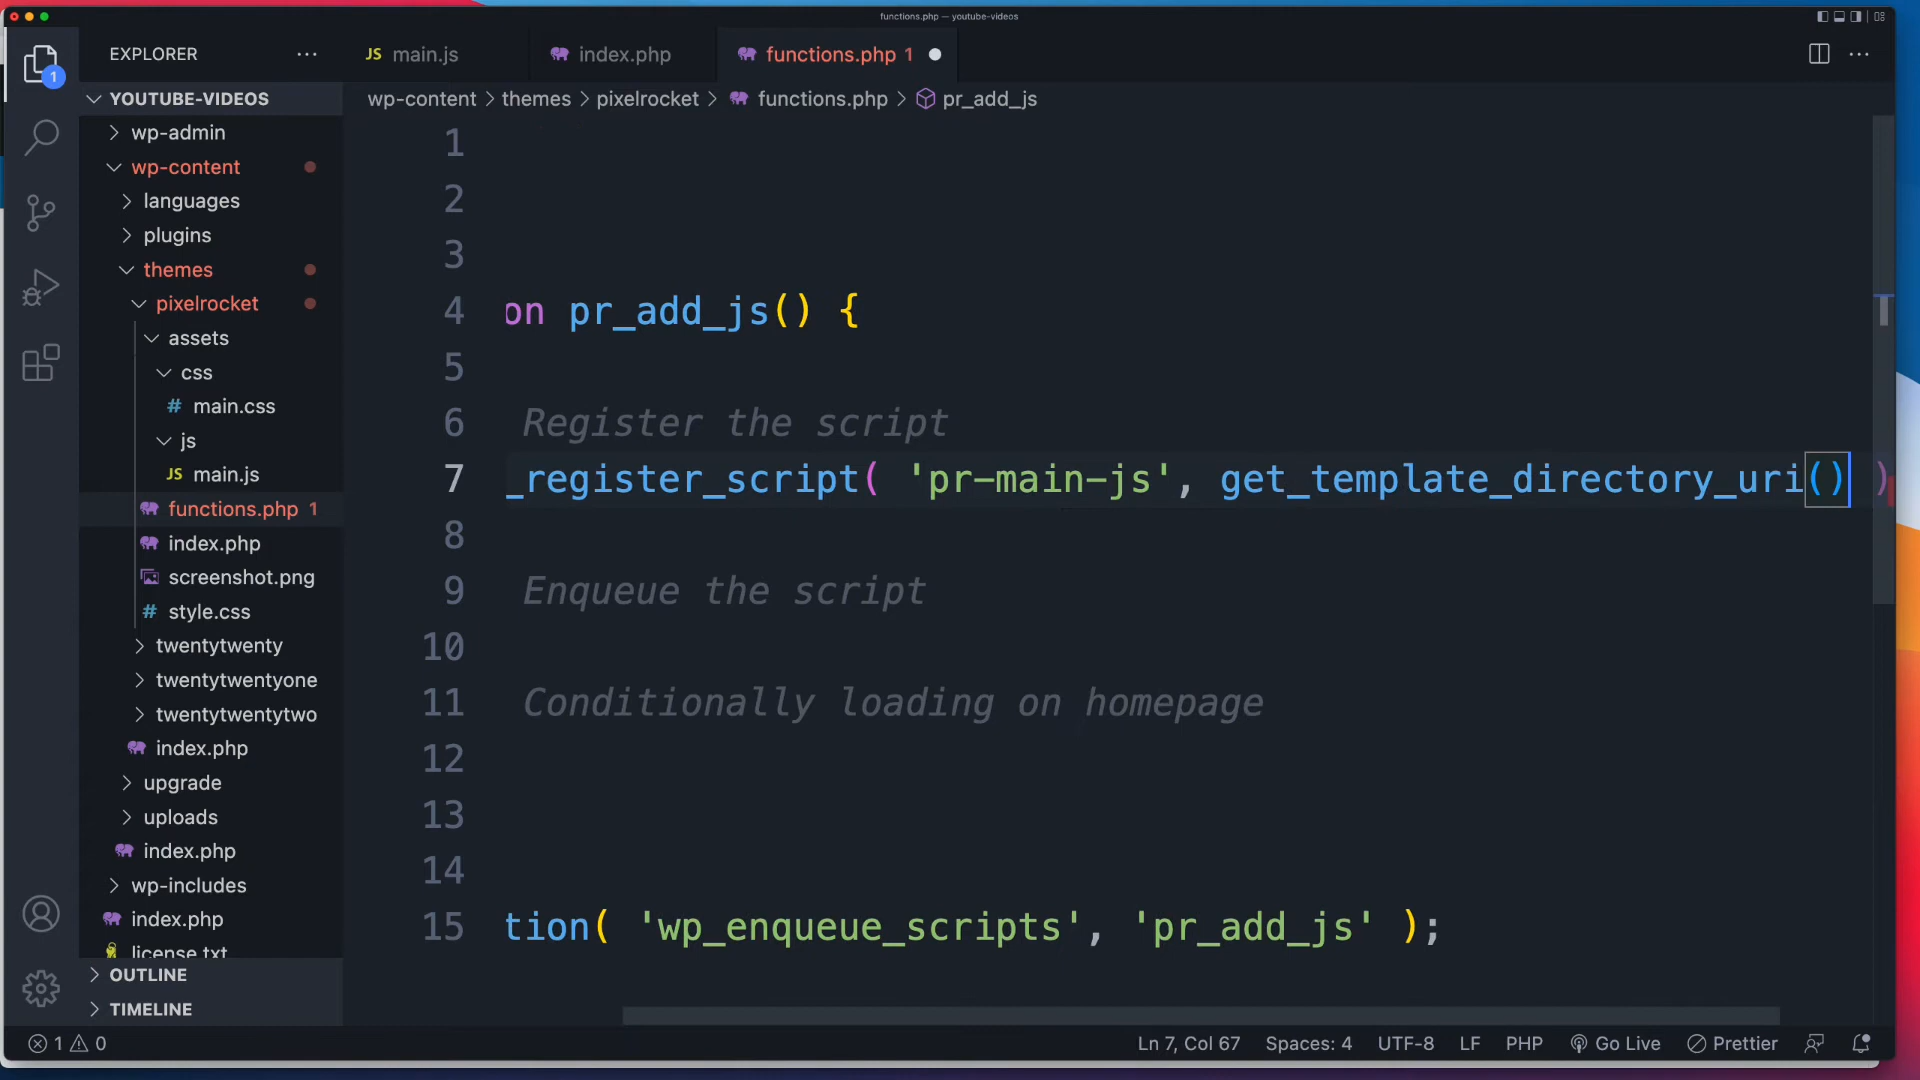 functions.php — youtube-videos
EXPLORER
JS main.js
index.php
functions.php 1
1
YOUTUBE-VIDEOS
wp-content > themes > pixelrocket > functions.php > pr_add_js
wp-admin
wp-content
languages
plugins
themes
pixelrocket
assets
css
# main.css
js
JS main.js
functions.php 1
index.php
screenshot.png
# style.css
twentytwenty
twentytwentyone
twentytwentytwo
index.php
upgrade
uploads
index.php
wp-includes
index.php
license.txt
OUTLINE
TIMELINE
1
2
3
4 on pr_add_js() {
5
6 Register the script
7 _register_script( 'pr-main-js', get_template_directory_uri() )
8
9 Enqueue the script
10
11 Conditionally loading on homepage
12
13
14
15 tion( 'wp_enqueue_scripts', 'pr_add_js' );
1 0 Ln 7, Col 67 Spaces: 4 UTF-8 LF PHP Go Live Prettier